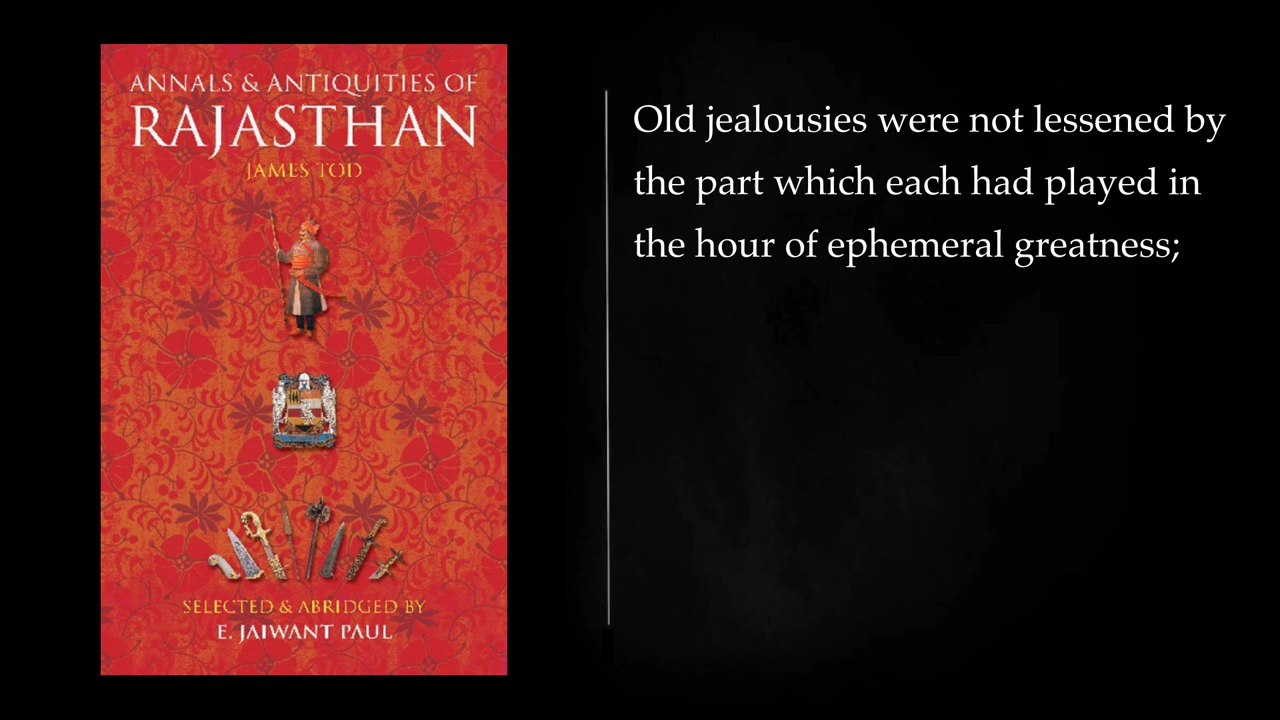 ANNALS & ANTIQUITIES OF
RAJASTHAN
JAMES TOD
SELECTED & ABRIDGED BY
E. JAIWANT PAUL
Old jealousies were not lessened by
the part which each had played in
the hour of ephemeral greatness;